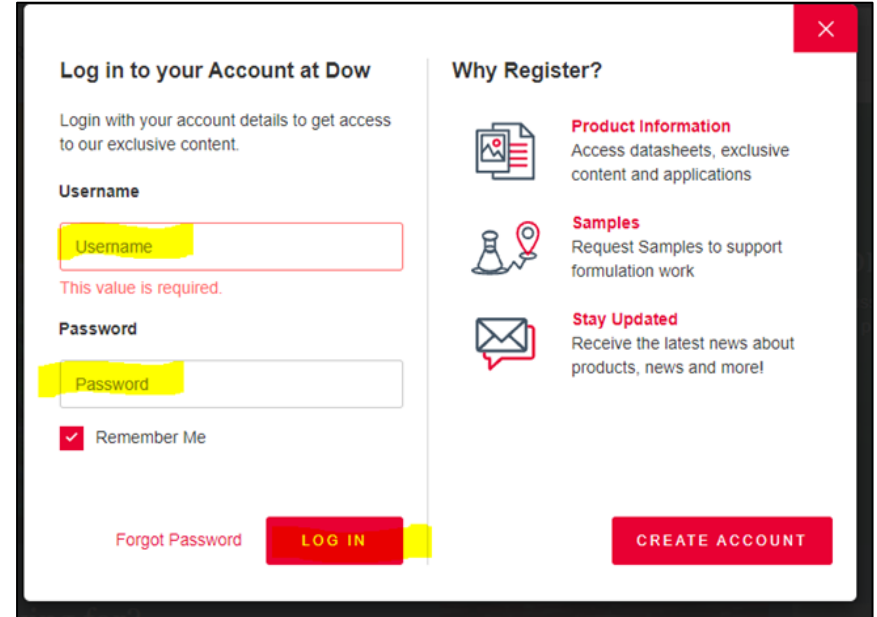 Log in to your Account at Dow
Login with your account details to get access
to our exclusive content.
Username
Username
This value is required.
Password
Password
Remember Me
Forgot Password
LOG IN
Why Register?
Product Information
Access datasheets, exclusive
content and applications
Samples
Request Samples to support
formulation work
Stay Updated
Receive the latest news about
products, news and more!
CREATE ACCOUNT